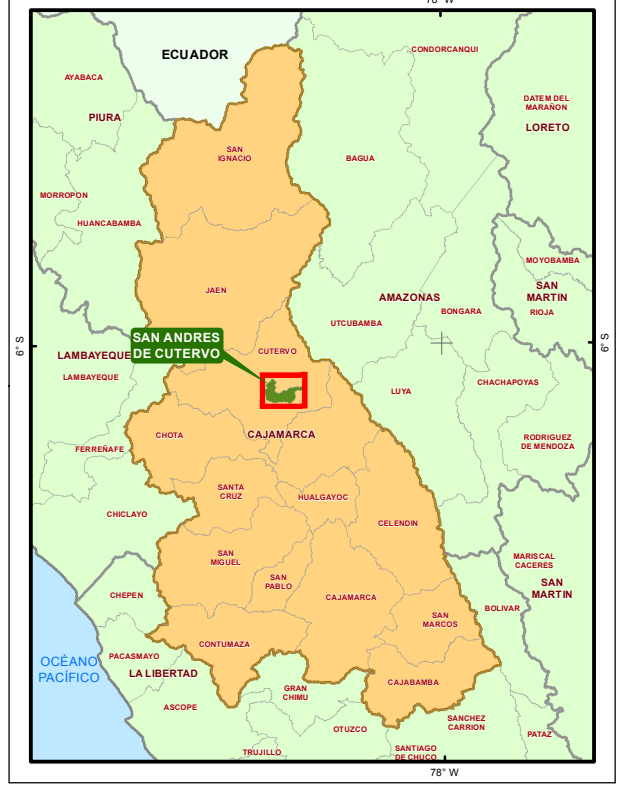 78° W
ECUADOR
CONDORCANQUI
AYABACA
DATEM DEL
MARAÑON
PIURA
LORETO
SAN
IGNACIO
BAGUA
MORROPON
HUANCABAMBA
MOYOBAMBA
JAEN
SAN
MARTIN
AMAZONAS
BONGARA
RIOJA
UTCUBAMBA
SAN ANDRES
DE CUTERVO
6° S
6° S
CUTERVO
LAMBAYEQUE
LAMBAYEQUE
CHACHAPOYAS
LUYA
CHOTA
CAJAMARCA
RODRIGUEZ
DE MENDOZA
FERREÑAFE
SANTA
CRUZ
HUALGAYOC
CHICLAYO
CELENDIN
SAN
MIGUEL
MARISCAL
CACERES
SAN
PABLO
SAN
MARTIN
CHEPEN
CAJAMARCA
BOLIVAR
SAN
MARCOS
CONTUMAZA
OCÉANO
PACÍFICO
PACASMAYO
LA LIBERTAD
CAJABAMBA
GRAN
CHIMU
ASCOPE
SANCHEZ
CARRION
OTUZCO
PATAZ
TRUJILLO
SANTIAGO
DE CHUCO
78° W